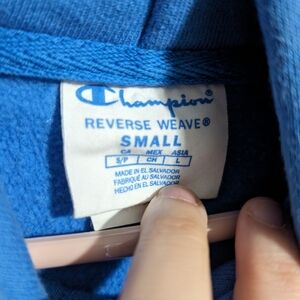 Champion
REVERSE WEAVE®
SMALL
CA MEX ASIA
S/P CH L
MADE IN EL SALVADOR
FABRIQUÉ AU SALVADOR
HECHO EN EL SALVADOR